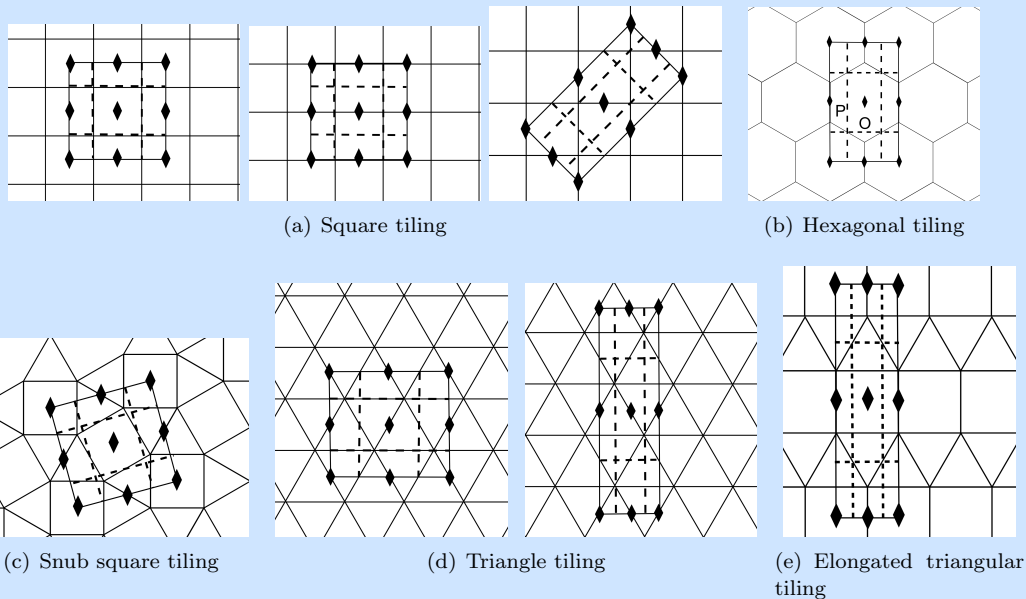 P
O
(a) Square tiling
(b) Hexagonal tiling
(c) Snub square tiling
(d) Triangle tiling
(e) Elongated triangular
tiling